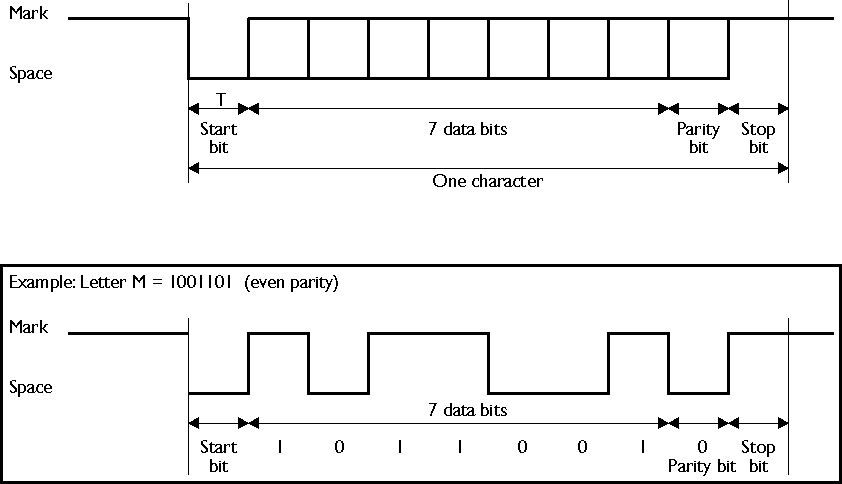 Mark
Space
T
Start bit
7 data bits
Parity bit
Stop bit
One character
Example: Letter M = 1001101 (even parity)
Mark
Space
7 data bits
Start bit
1 0 1 1 0 0 1 0
Parity bit
Stop bit